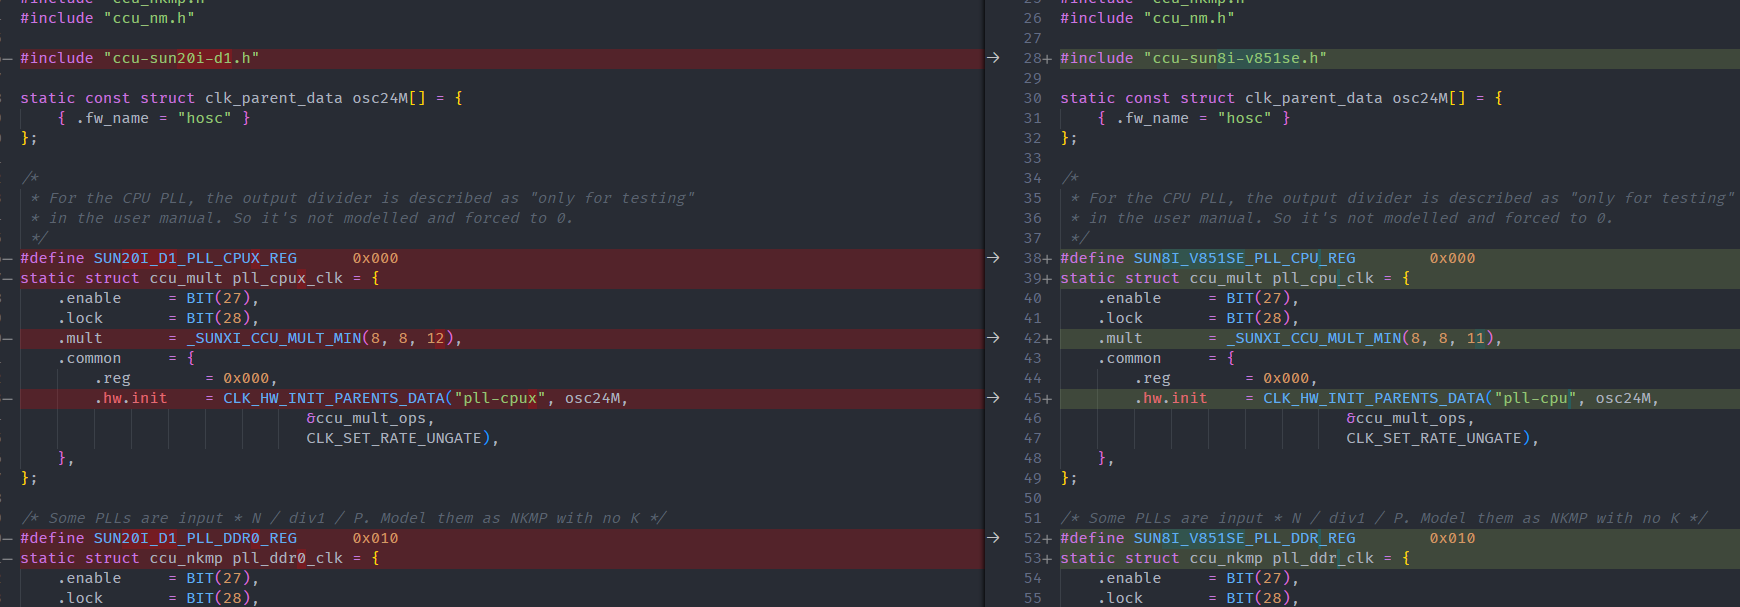 #include "ccu_nm.h"
#include "ccu-sun20i-d1.h"
static const struct clk_parent_data osc24M[] = {
{ .fw_name = "hosc" }
};
/*
* For the CPU PLL, the output divider is described as "only for testing"
* in the user manual. So it's not modelled and forced to 0.
*/
#define SUN20I_D1_PLL_CPUX_REG 0x000
static struct ccu_mult pll_cpux_clk = {
.enable = BIT(27),
.lock = BIT(28),
.mult = _SUNXI_CCU_MULT_MIN(8, 8, 12),
.common = {
.reg = 0x000,
.hw.init = CLK_HW_INIT_PARENTS_DATA("pll-cpux", osc24M,
&ccu_mult_ops,
CLK_SET_RATE_UNGATE),
},
};
/* Some PLLs are input * N / div1 / P. Model them as NKMP with no K */
#define SUN20I_D1_PLL_DDR0_REG 0x010
static struct ccu_nkmp pll_ddr0_clk = {
.enable = BIT(27),
.lock = BIT(28),
26 #include "ccu_nm.h"
27
→ 28+ #include "ccu-sun8i-v851se.h"
29
30 static const struct clk_parent_data osc24M[] = {
31 { .fw_name = "hosc" }
32 };
33
34 /*
35 * For the CPU PLL, the output divider is described as "only for testing"
36 * in the user manual. So it's not modelled and forced to 0.
37 */
→ 38+ #define SUN8I_V851SE_PLL_CPU_REG 0x000
39+ static struct ccu_mult pll_cpu_clk = {
40 .enable = BIT(27),
41 .lock = BIT(28),
→ 42+ .mult = _SUNXI_CCU_MULT_MIN(8, 8, 11),
43 .common = {
44 .reg = 0x000,
→ 45+ .hw.init = CLK_HW_INIT_PARENTS_DATA("pll-cpu", osc24M,
46 &ccu_mult_ops,
47 CLK_SET_RATE_UNGATE),
48 },
49 };
50
51 /* Some PLLs are input * N / div1 / P. Model them as NKMP with no K */
→ 52+ #define SUN8I_V851SE_PLL_DDR_REG 0x010
53+ static struct ccu_nkmp pll_ddr_clk = {
54 .enable = BIT(27),
55 .lock = BIT(28),